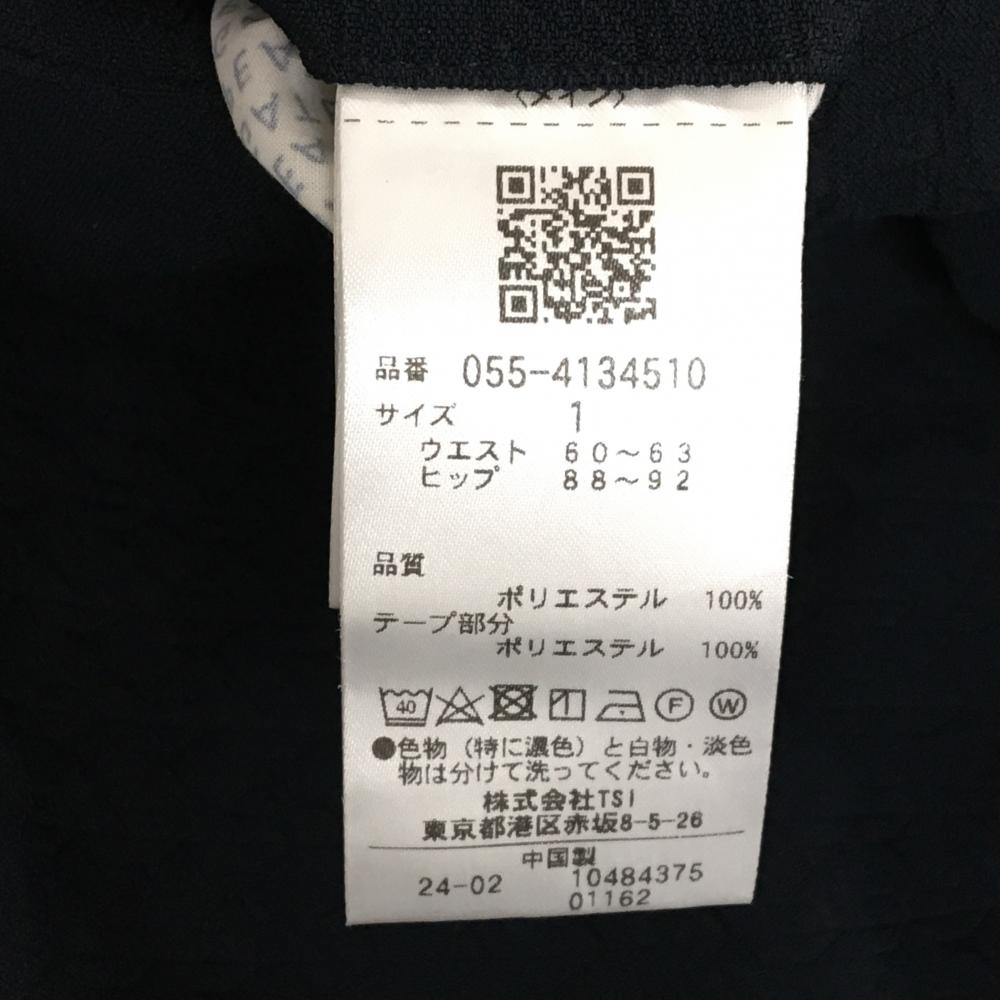 〈メイン〉
品番 055-4134510
サイズ 1
ウエスト 60～63
ヒップ 88～92
品質
ポリエステル 100%
テープ部分
ポリエステル 100%
40 F W
●色物（特に濃色）と白物・淡色
物は分けて洗ってください。
株式会社TSI
東京都港区赤坂8-5-26
中国製
24-02 10484375
01162